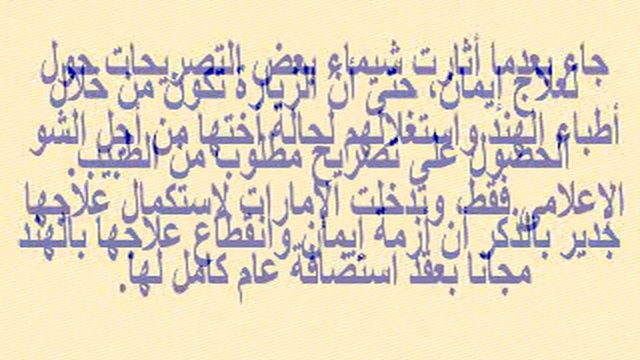 جاء بعدما أثارت شيماء بعض التصريحات حول
لعلاج إيمان، حتى أن الزيارة تكون من خلال
أطباء الهند واستغلالهم لحالة أختها من أجل الشو
الحصول على تصريح مطلوب من الطبيب.
الإعلامي فقط، وتدخلت الإمارات لاستكمال علاجها
جدير بالذكر أن أزمة إيمان وانقطاع علاجها بالهند
مجانا بعقد استضافة عام كامل لها.